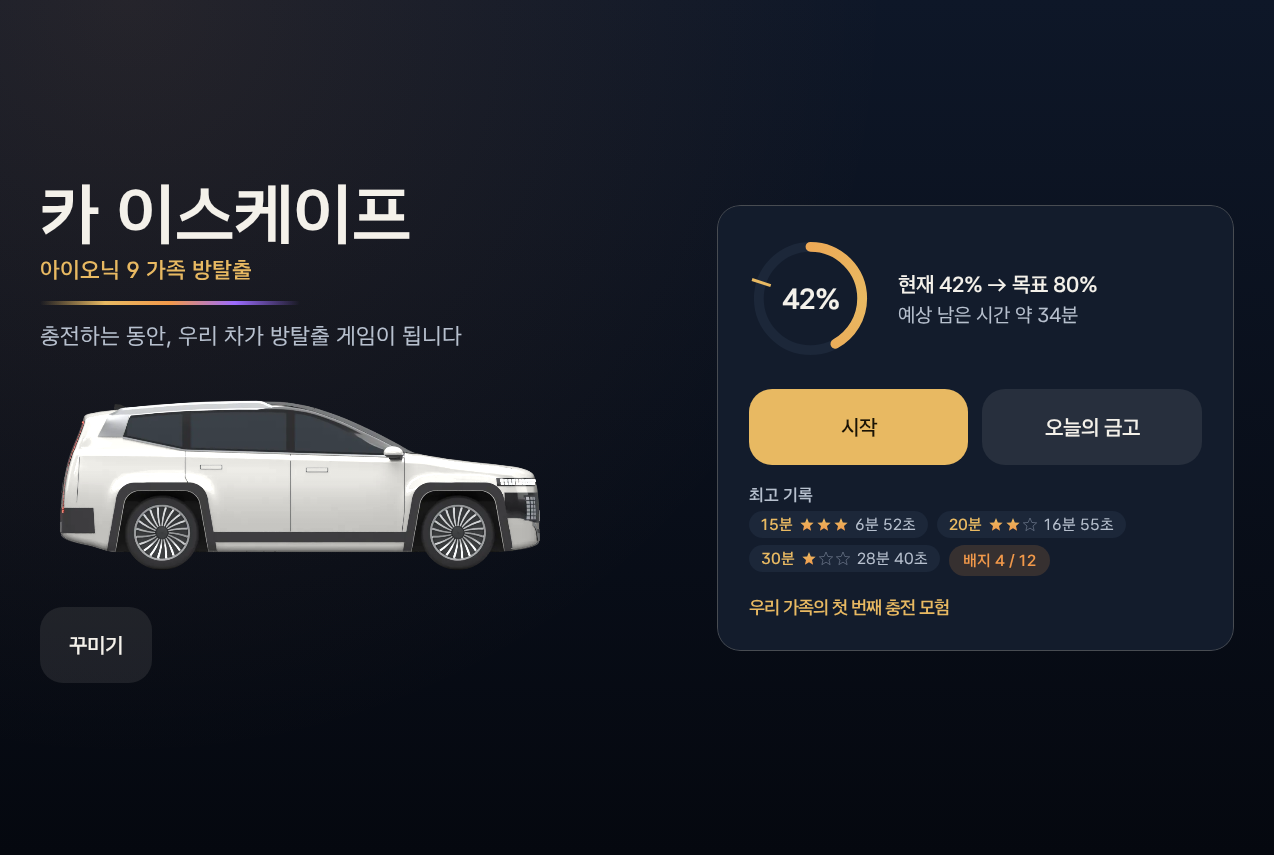 카 이스케이프
아이오닉 9 가족 방탈출
충전하는 동안, 우리 차가 방탈출 게임이 됩니다
꾸미기
42%
현재 42% → 목표 80%
예상 남은 시간 약 34분
시작
오늘의 금고
최고 기록
15분 ★★★ 6분 52초
20분 ★★☆ 16분 55초
30분 ★☆☆ 28분 40초
배지 4 / 12
우리 가족의 첫 번째 충전 모험